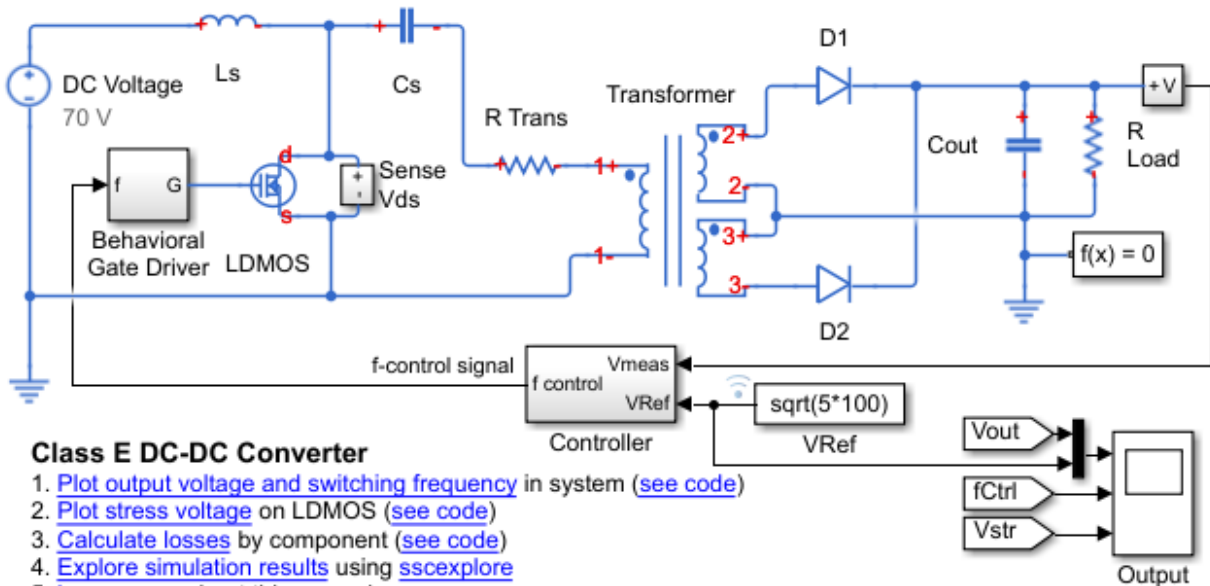 Ls
Cs
D1
DC Voltage
70 V
Transformer
R Trans
+V
2+
Cout
R
Load
f
G
d
s
Sense
Vds
1+
2-
3+
Behavioral
Gate Driver
LDMOS
1-
3-
f(x) = 0
D2
f-control signal
f control
Vmeas
VRef
sqrt(5*100)
Controller
VRef
Vout
fCtrl
Vstr
Output
Class E DC-DC Converter
1. Plot output voltage and switching frequency in system (see code)
2. Plot stress voltage on LDMOS (see code)
3. Calculate losses by component (see code)
4. Explore simulation results using sscexplore